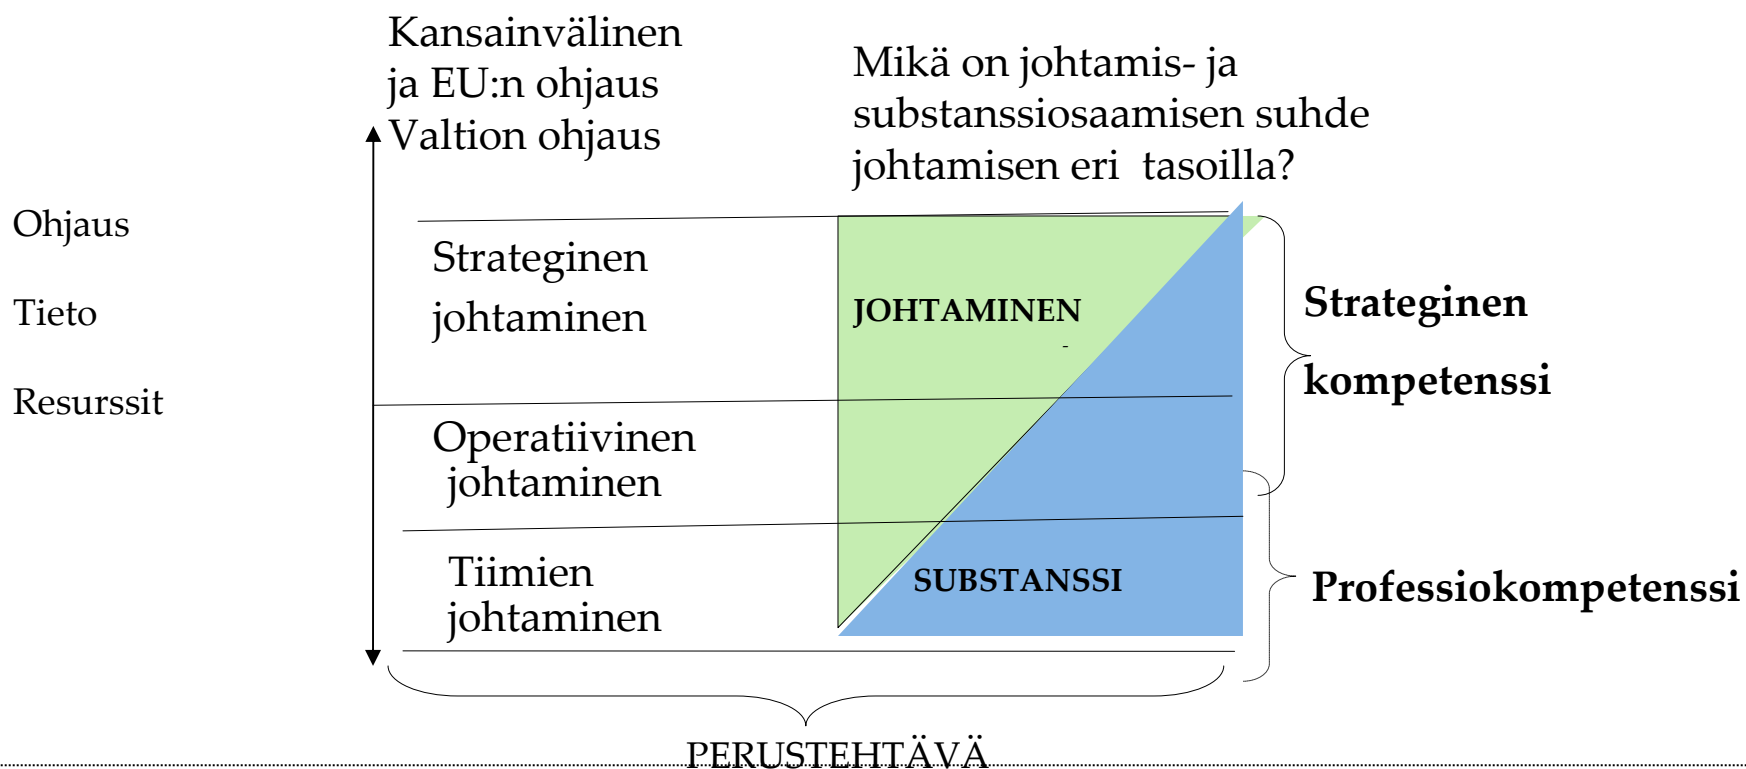 Kansainvälinen
ja EU:n ohjaus
Valtion ohjaus
Mikä on johtamis- ja
substanssiosaamisen suhde
johtamisen eri tasoilla?
Ohjaus
Tieto
Resurssit
Strateginen
johtaminen
Operatiivinen
johtaminen
Tiimien
johtaminen
JOHTAMINEN
-
SUBSTANSSI
Strateginen
kompetenssi
Professiokompetenssi
PERUSTEHTÄVÄ